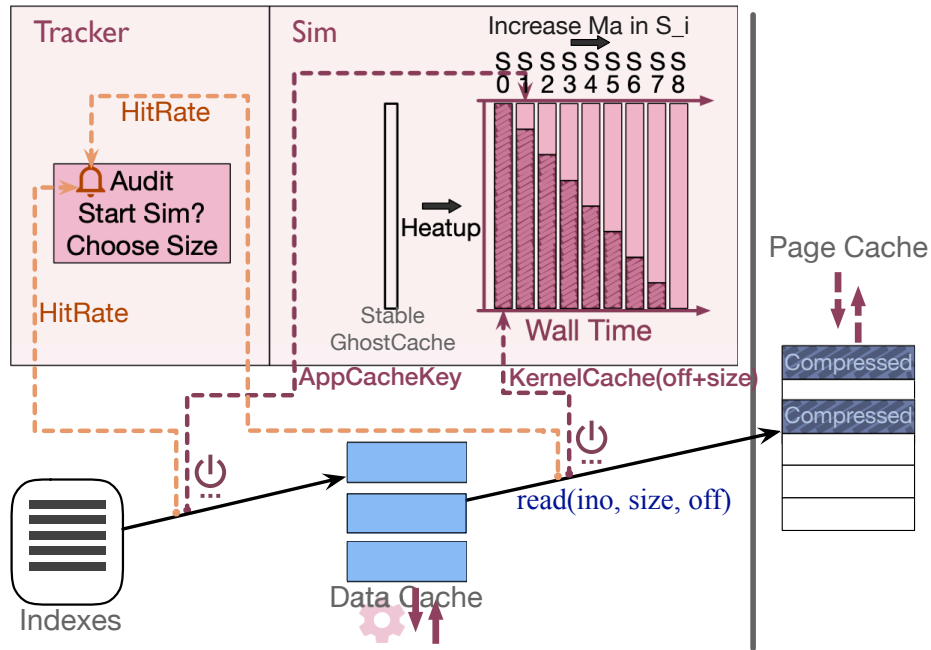 Tracker
Sim
Increase Ma in S_i
S S S S S S S S S
0 1 2 3 4 5 6 7 8
HitRate
Audit
Start Sim?
Choose Size
Heatup
HitRate
Stable
GhostCache
Wall Time
Page Cache
AppCacheKey
KernelCache(off+size)
Compressed
Compressed
read(ino, size, off)
Data Cache
Indexes